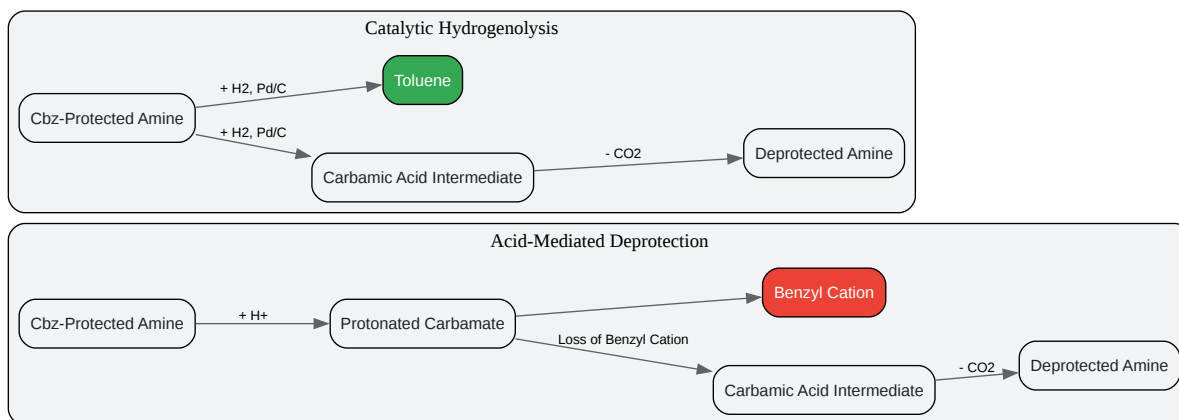 Catalytic Hydrogenolysis
Toluene
+ H2, Pd/C
Cbz-Protected Amine
+ H2, Pd/C
Carbamic Acid Intermediate
- CO2
Deprotected Amine
Acid-Mediated Deprotection
Cbz-Protected Amine
+ H+
Protonated Carbamate
Benzyl Cation
Loss of Benzyl Cation
Carbamic Acid Intermediate
- CO2
Deprotected Amine